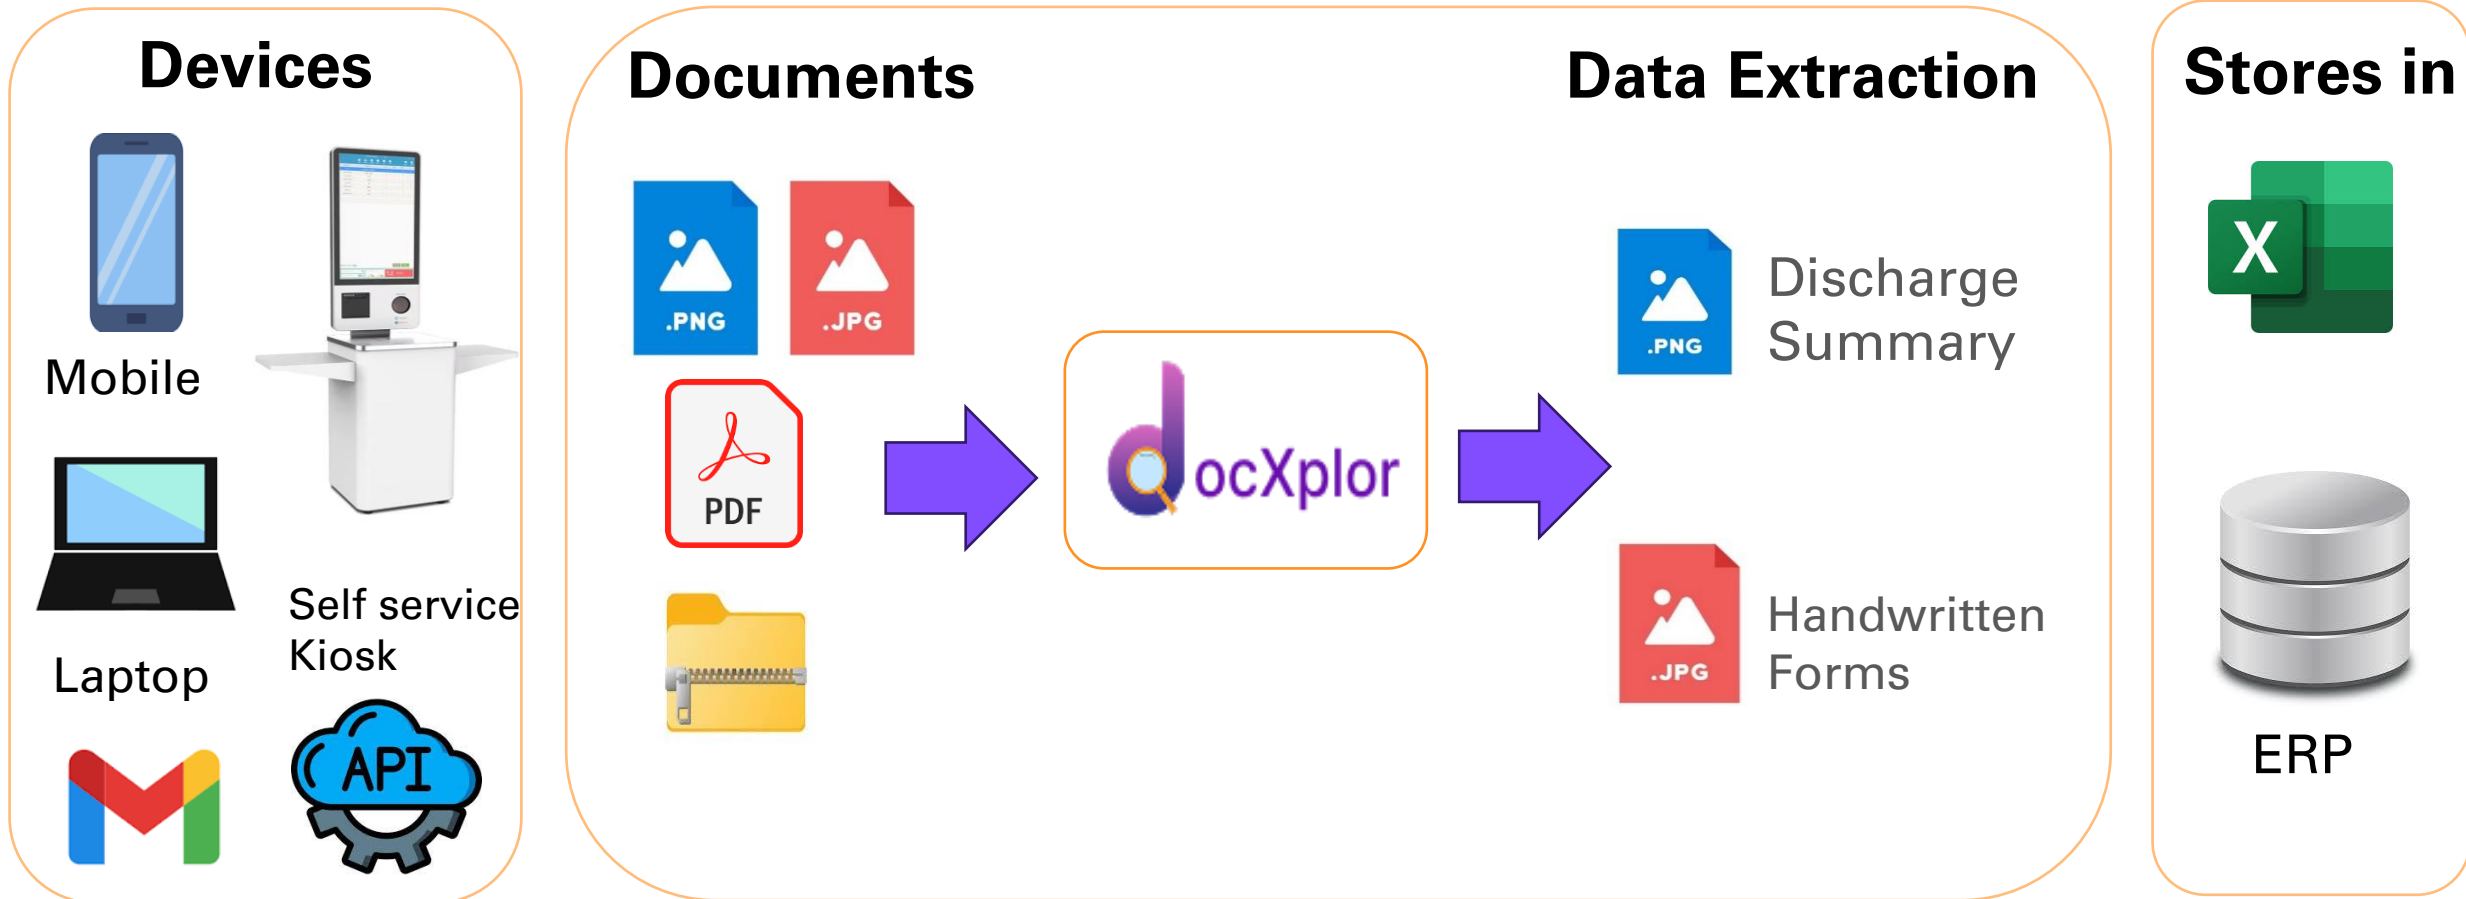 Devices
Mobile
Laptop
Self service
Kiosk
API
Documents
.PNG
.JPG
PDF
docXplor
Data Extraction
.PNG
Discharge
Summary
.JPG
Handwritten
Forms
Stores in
X
ERP